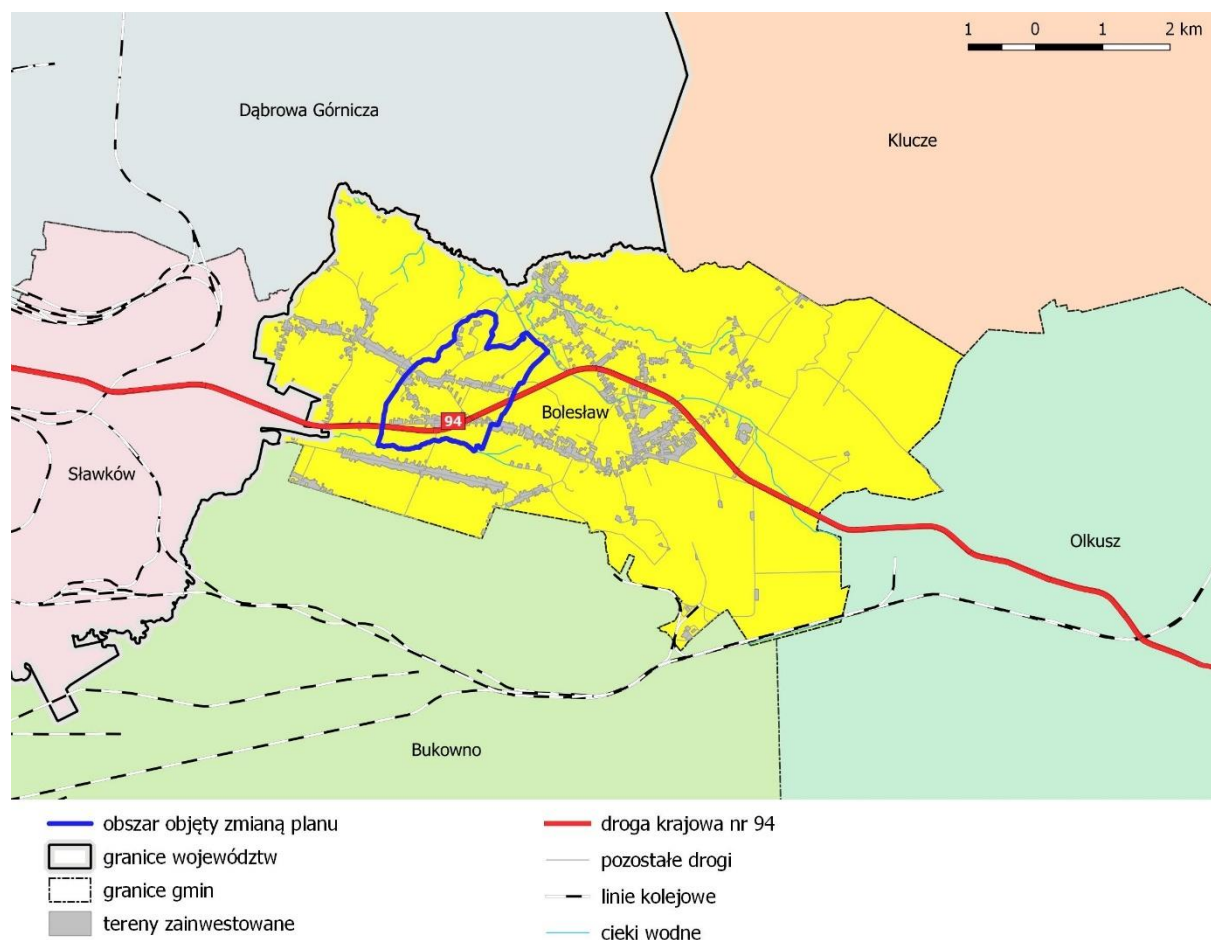 1 0 1 2 km
Dąbrowa Górnicza
Klucze
Bolesław
94
Sławków
Olkusz
Bukowno
obszar objęty zmianą planu
granice województw
granice gmin
tereny zainwestowane
droga krajowa nr 94
pozostałe drogi
linie kolejowe
cieki wodne